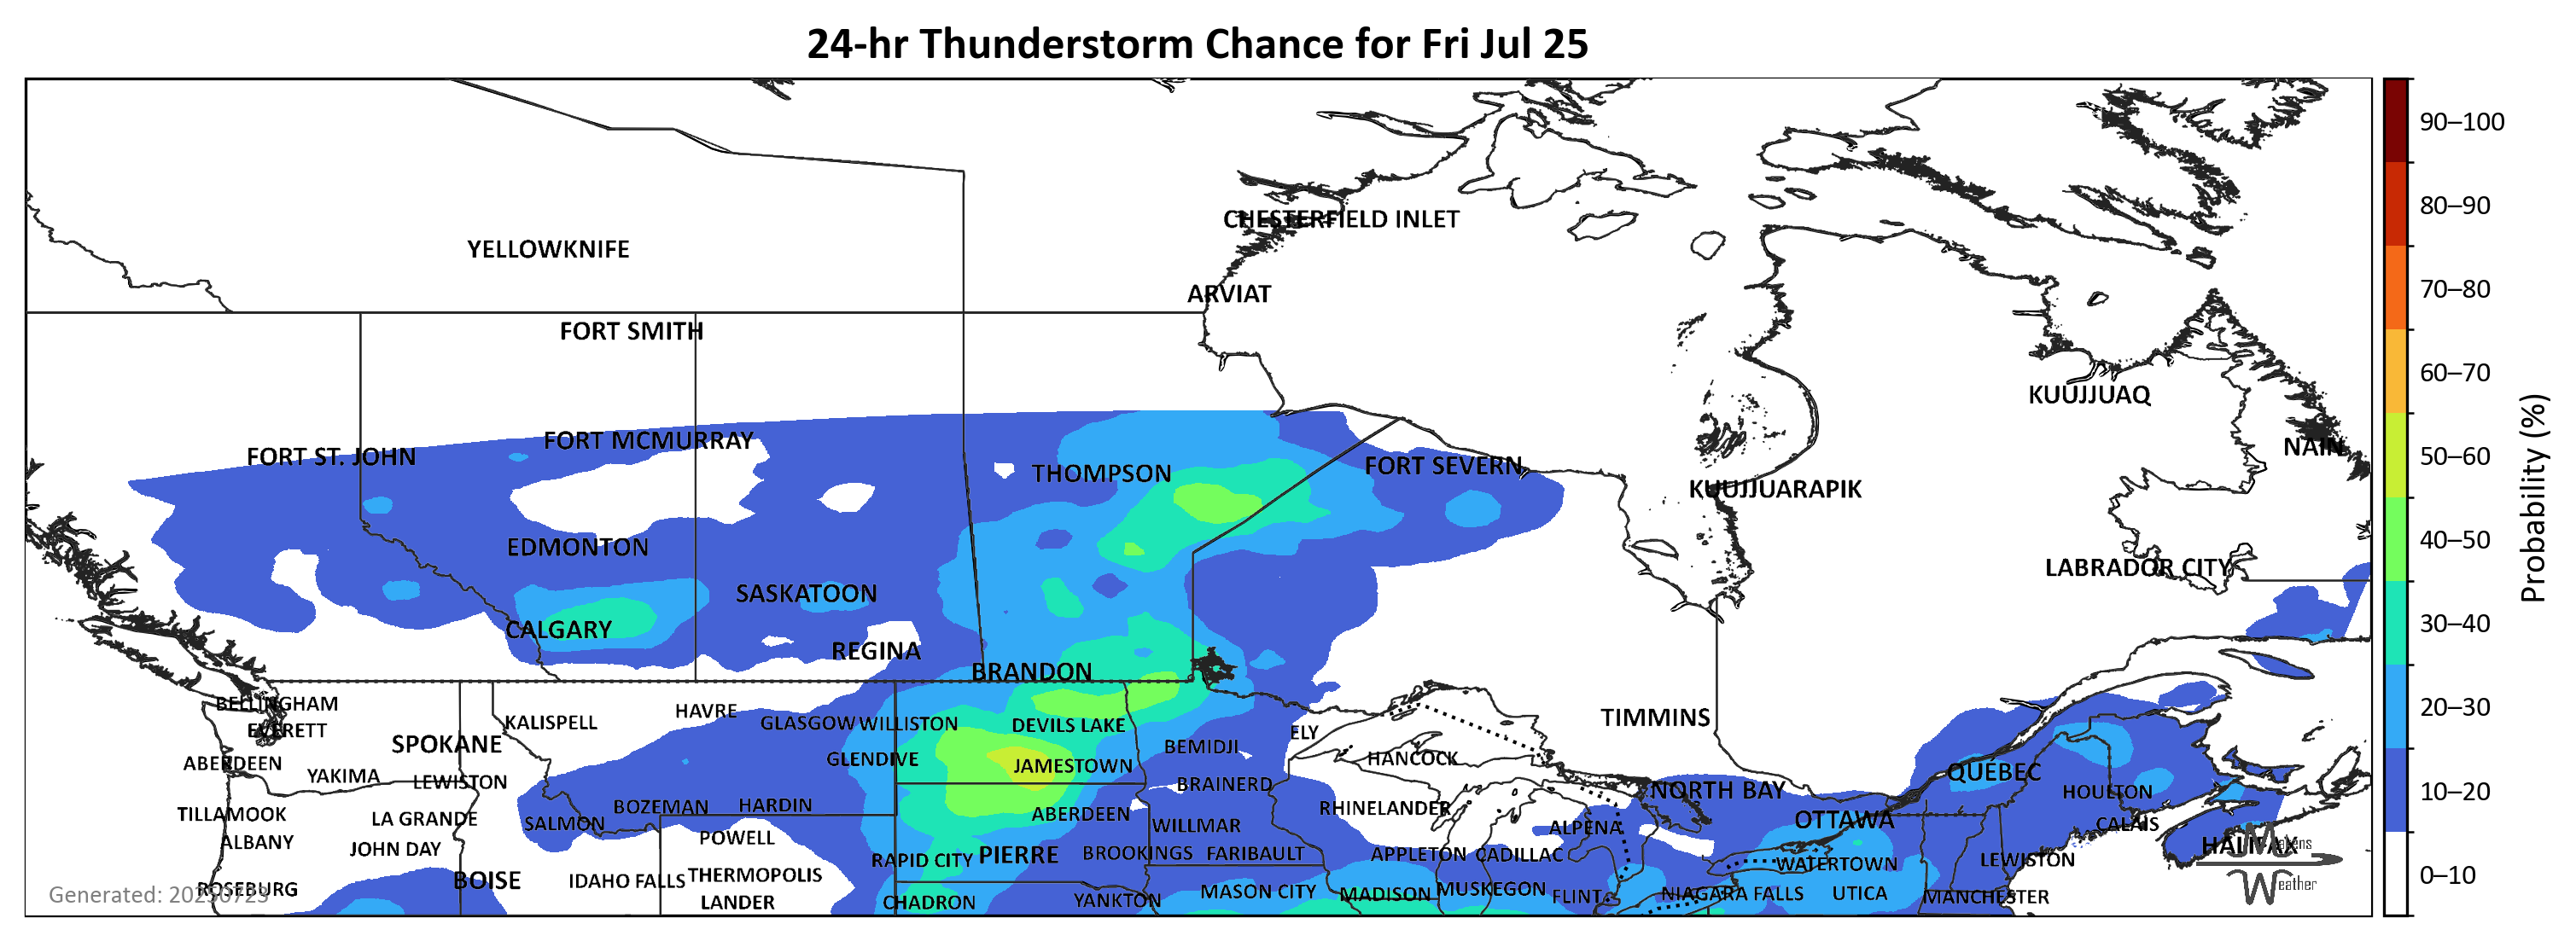 24-hr Thunderstorm Chance for Fri Jul 25
90–100
80–90
CHESTERFIELD INLET
YELLOWKNIFE
70–80
ARVIAT
FORT SMITH
60–70
KUUJJUAQ
FORT MCMURRAY
NAIN
FORT ST. JOHN
50–60
FORT SEVERN
THOMPSON
KUUJJUARAPIK
Probability (%)
40–50
EDMONTON
LABRADOR CITY
SASKATOON
30–40
CALGARY
REGINA
BRANDON
BELLINGHAM
20–30
KALISPELL
HAVRE
GLASGOW WILLISTON
DEVILS LAKE
TIMMINS
EVERETT
ELY
SPOKANE
BEMIDJI
ABERDEEN
GLENDIVE
JAMESTOWN
HANCOCK
QUÉBEC
YAKIMA
LEWISTON
BRAINERD
NORTH BAY
HOULTON
10–20
BOZEMAN
HARDIN
RHINELANDER
TILLAMOOK
LA GRANDE
SALMON
ABERDEEN
WILLMAR
ALPENA
OTTAWA
CALAIS
ALBANY
JOHN DAY
POWELL
HALIFAX
Makens
RAPID CITY PIERRE
BROOKINGS FARIBAULT
APPLETON CADILLAC
WATERTOWN
LEWISTON
0–10
BOISE
IDAHO FALLS
THERMOPOLIS
Weather
ROSEBURG
Generated: 20250723
LANDER
CHADRON
YANKTON
MASON CITY
MADISON
MUSKEGON
FLINT
NIAGARA FALLS
UTICA
MANCHESTER